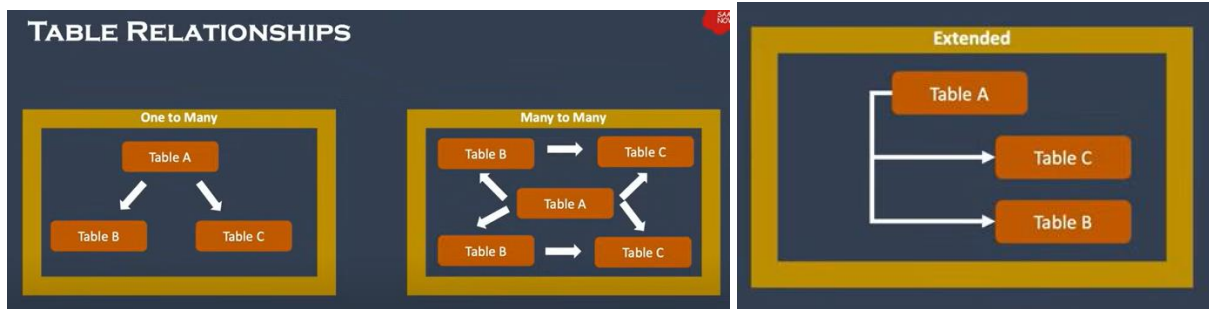 TABLE RELATIONSHIPS
One to Many
Table A
Table B
Table C
Many to Many
Table B
Table C
Table A
Table B
Table C
Extended
Table A
Table C
Table B